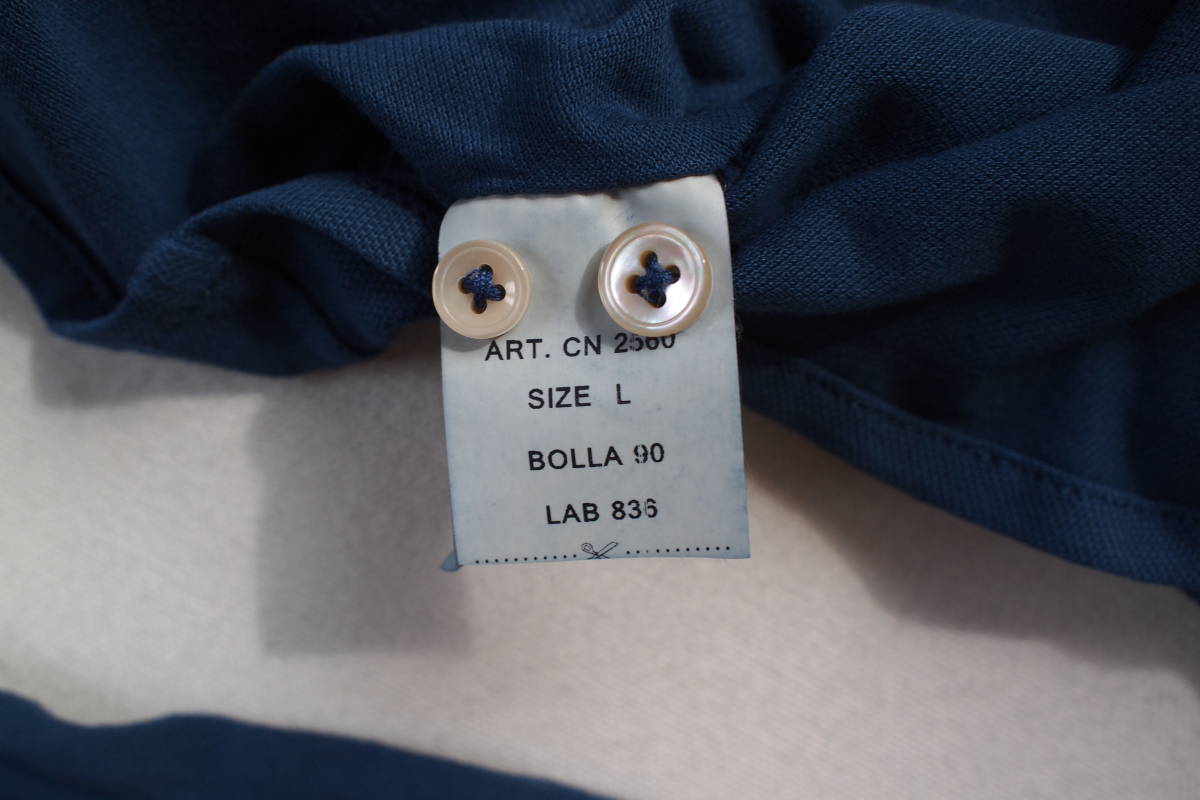 ART. CN 2560
SIZE L
BOLLA 90
LAB 836